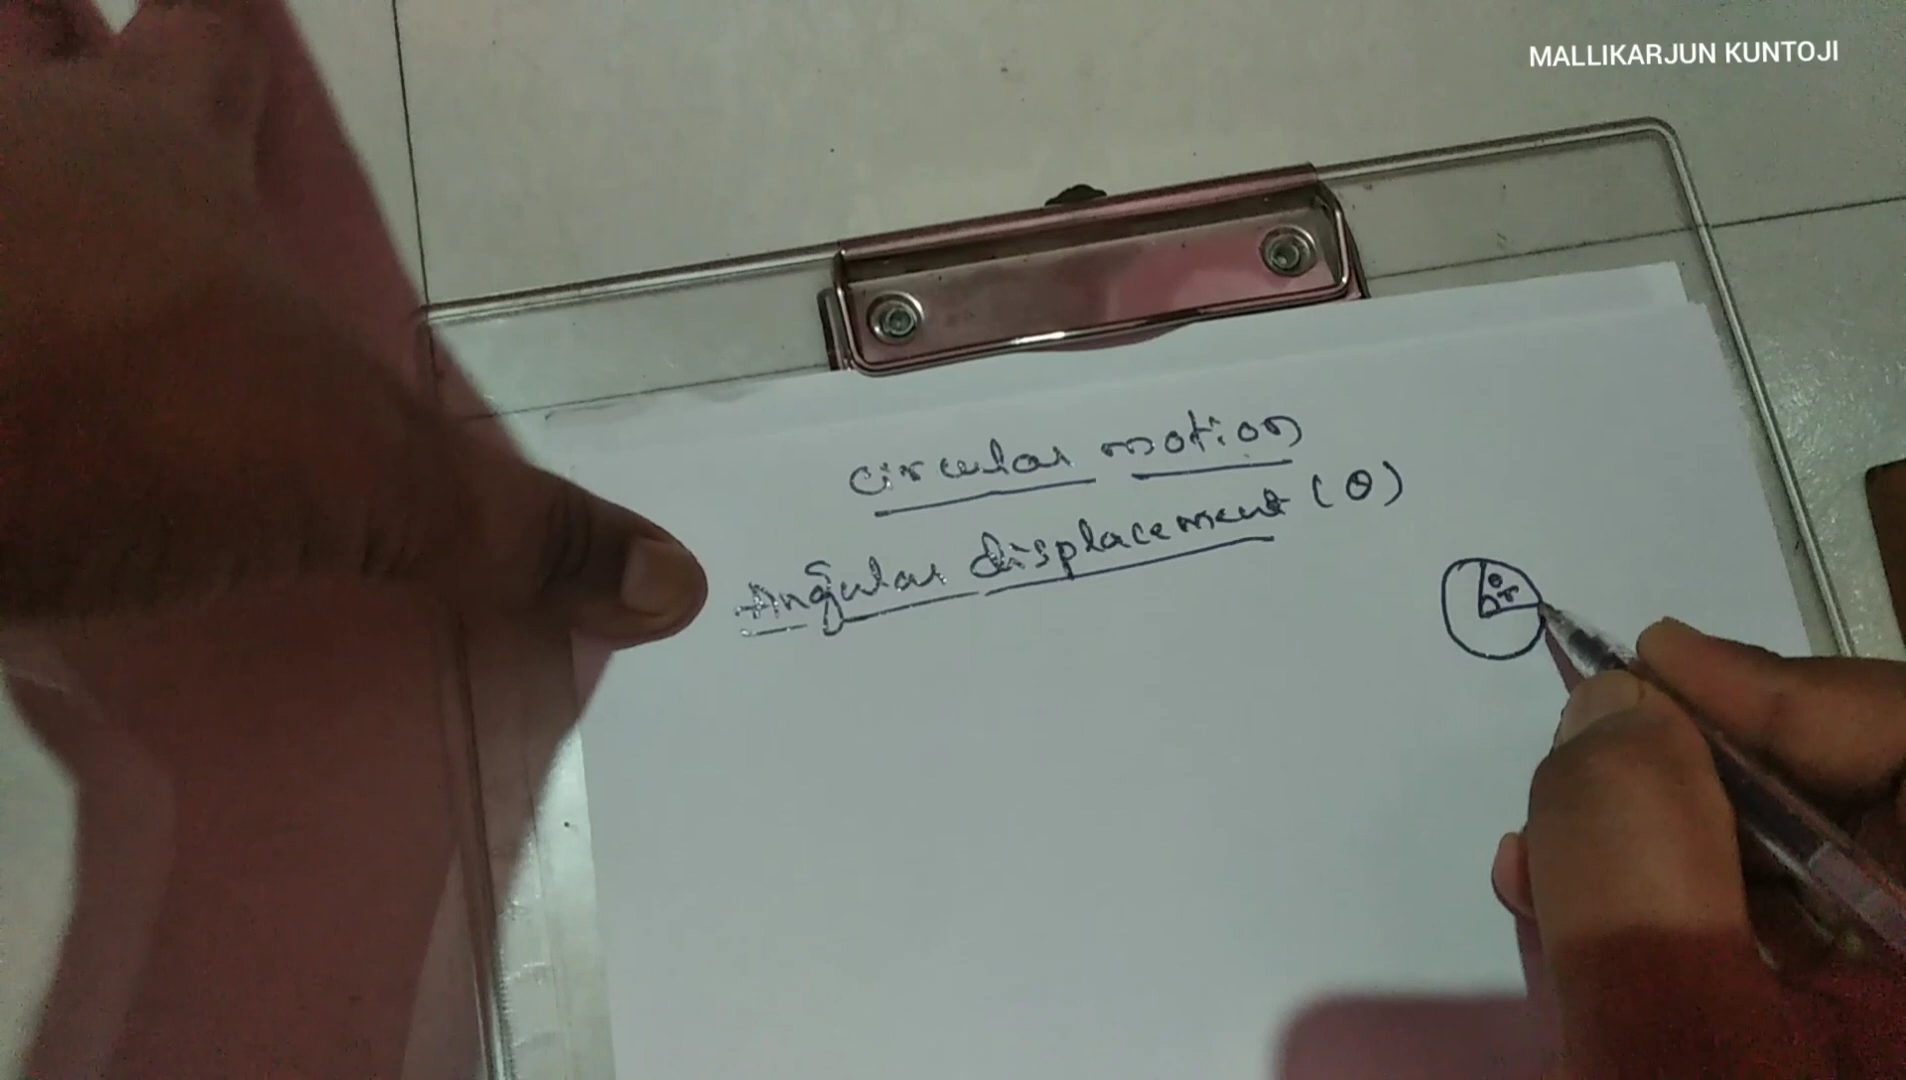 MALLIKARJUN KUNTOJI
Circular motion
Angular displacement (θ)
θ
r